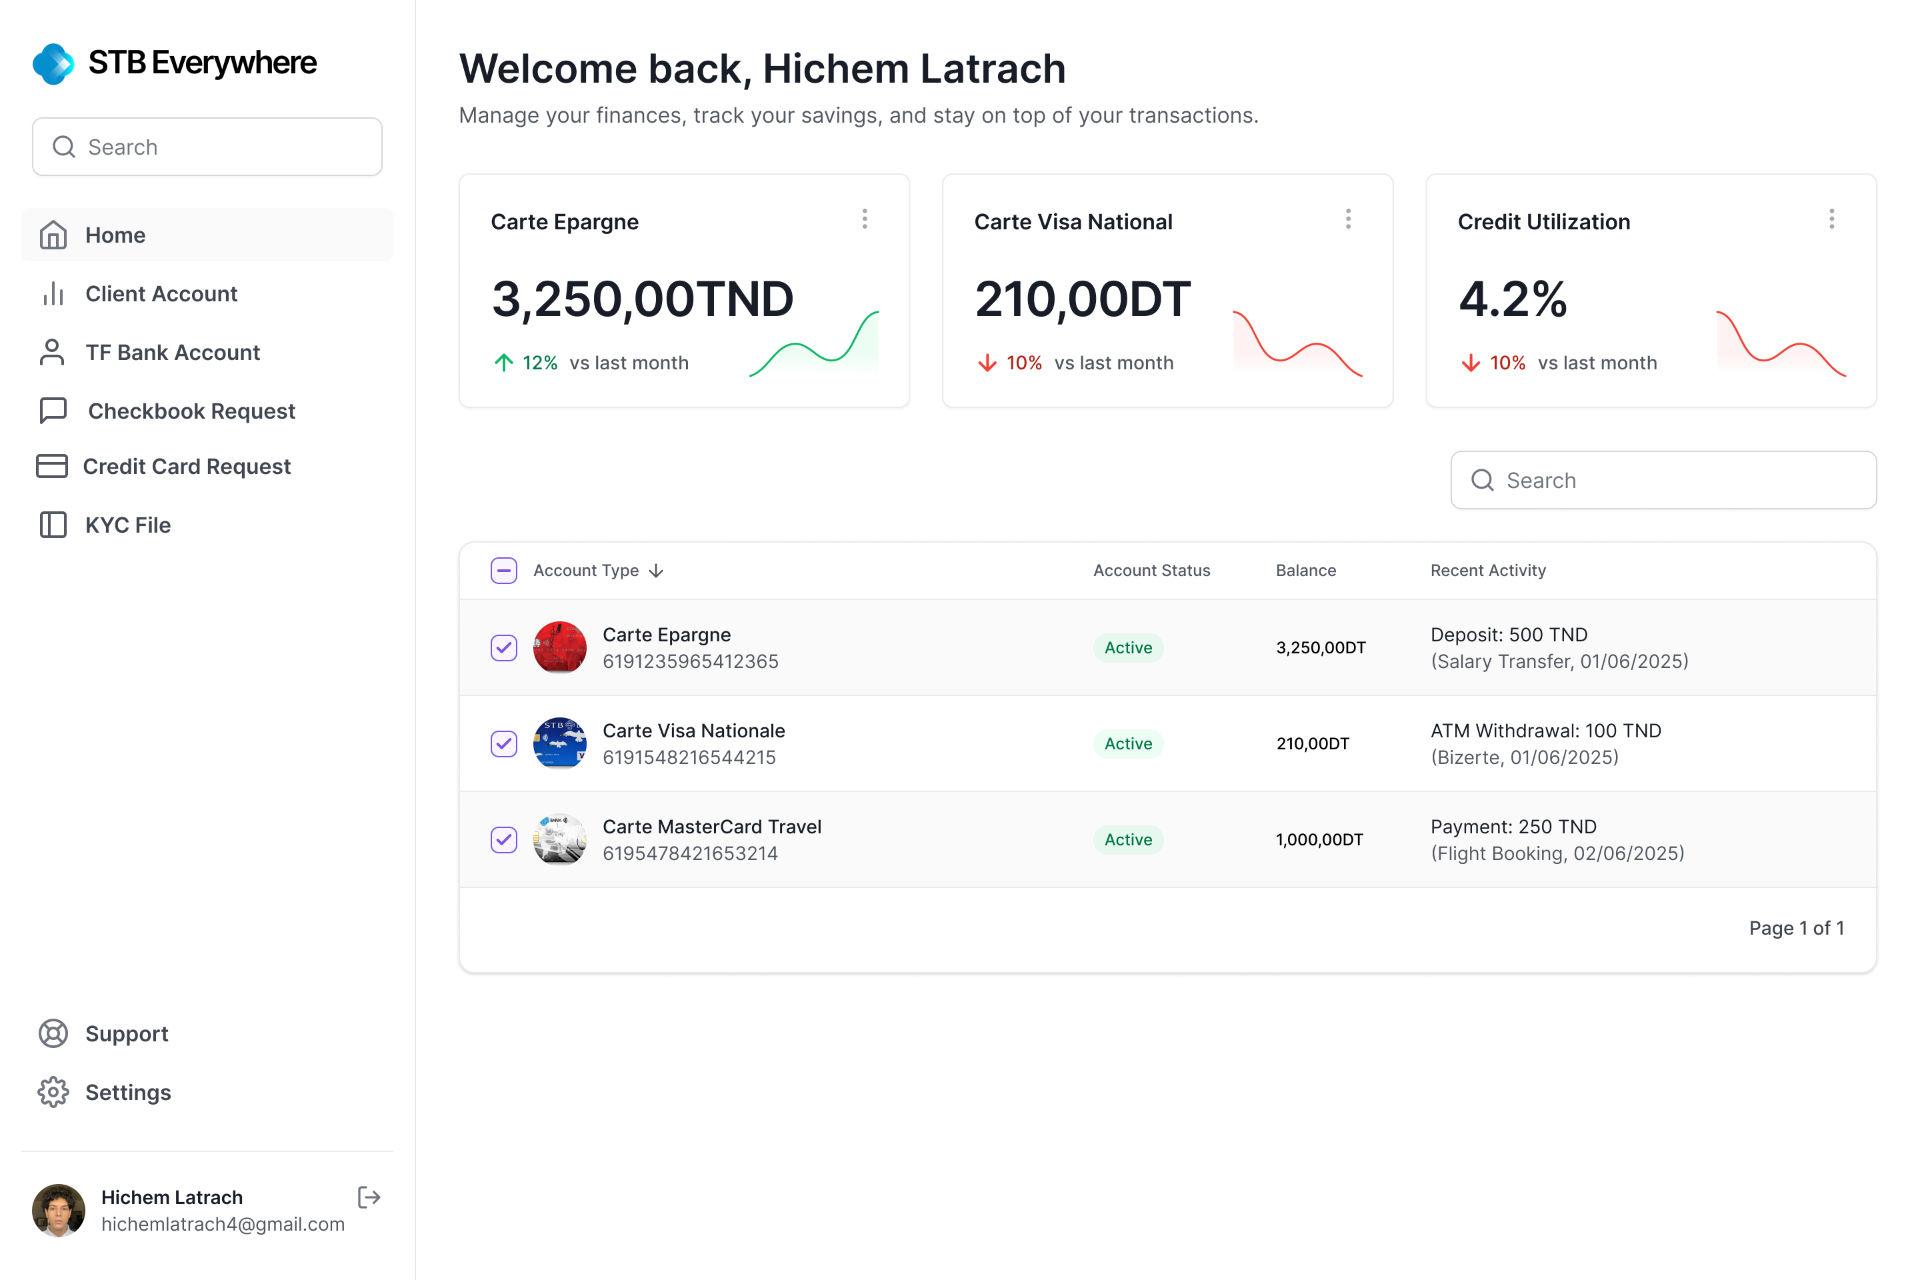 STB Everywhere
Search
Home
Client Account
TF Bank Account
Checkbook Request
Credit Card Request
KYC File
Support
Settings
Hichem Latrach
hichemlatrach4@gmail.com
Welcome back, Hichem Latrach
Manage your finances, track your savings, and stay on top of your transactions.
Carte Epargne
3,250,00TND
12% vs last month
Carte Visa National
210,00DT
10% vs last month
Credit Utilization
4.2%
10% vs last month
Search
Account Type Account Status Balance Recent Activity
Carte Epargne
6191235965412365
Active
3,250,00DT
Deposit: 500 TND
(Salary Transfer, 01/06/2025)
STB
Carte Visa Nationale
6191548216544215
Active
210,00DT
ATM Withdrawal: 100 TND
(Bizerte, 01/06/2025)
Carte MasterCard Travel
6195478421653214
Active
1,000,00DT
Payment: 250 TND
(Flight Booking, 02/06/2025)
Page 1 of 1